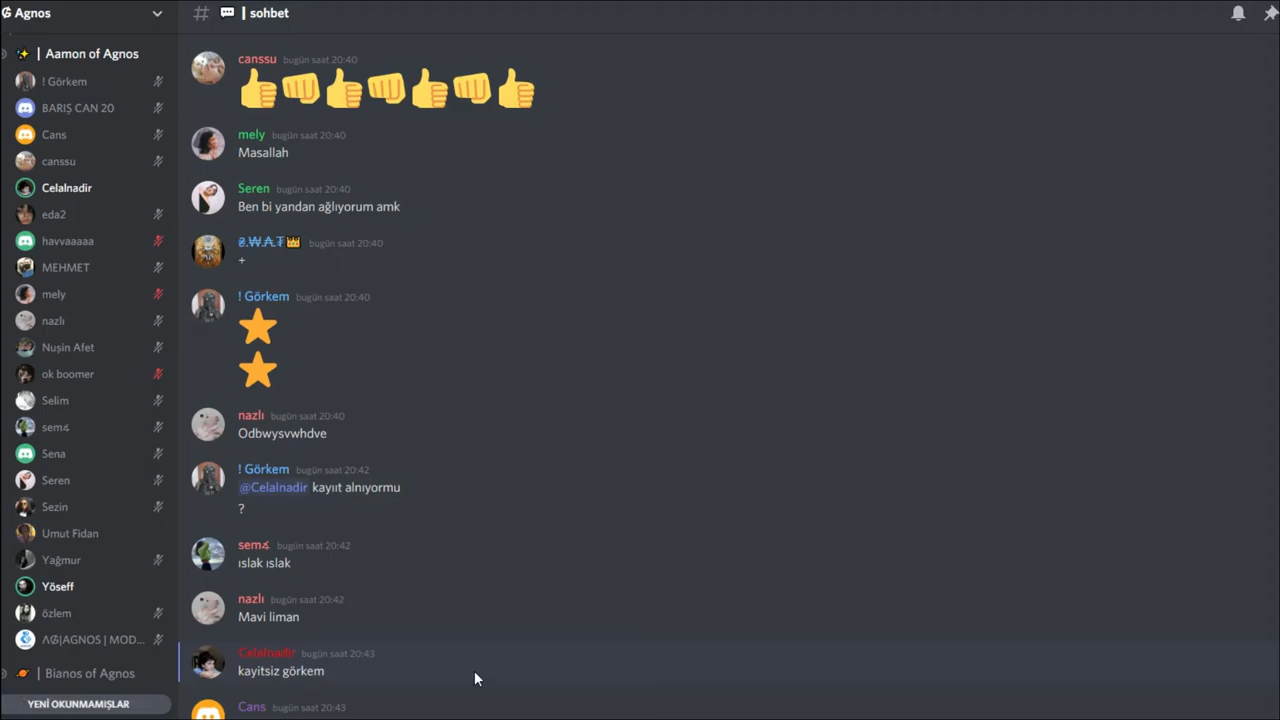 Agnos
| sohbet
| Aamon of Agnos
! Görkem
BARIŞ CAN 20
Cans
canssu
Celalnadir
eda2
havvaaaaa
MEHMET
mely
nazlı
Nuşin Afet
ok boomer
Selim
sem
Sena
Seren
Sezin
Umut Fidan
Yağmur
Yöseff
özlem
|AGNOS | MOD...
| Bianos of Agnos
YENİ OKUNMAMIŞLAR
canssu bugün saat 20:40
mely bugün saat 20:40
Masallah
Seren bugün saat 20:40
Ben bi yandan ağlıyorum amk
bugün saat 20:40
+
! Görkem bugün saat 20:40
nazlı bugün saat 20:40
Odbwysvwhdve
! Görkem bugün saat 20:42
@Celalnadir kayııt alnıyormu
?
sem bugün saat 20:42
ıslak ıslak
nazlı bugün saat 20:42
Mavi liman
Celalnadir bugün saat 20:43
kayitsiz görkem
Cans bugün saat 20:43